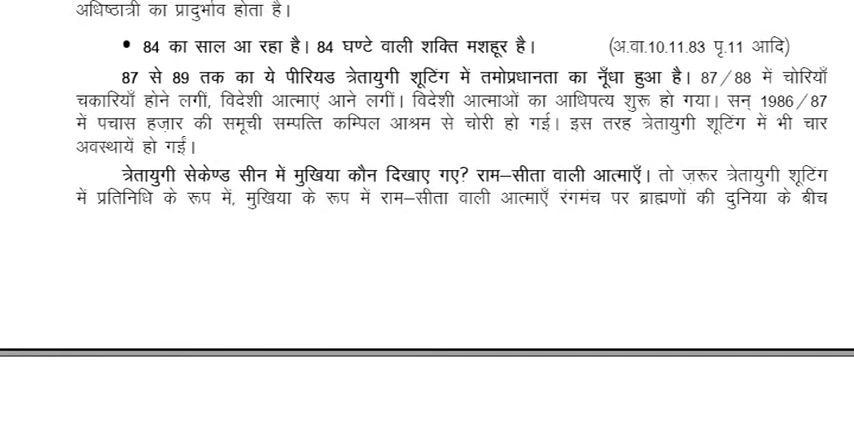 अधिष्ठात्री का प्रादुर्भाव होता है।
• 84 का साल आ रहा है। 84 घण्टे वाली शक्ति मशहूर है। (अ.वा.10.11.83 पृ.11 आदि)
87 से 89 तक का ये पीरियड त्रेतायुगी शूटिंग में तमोप्रधानता का नूँधा हुआ है। 87/88 में चोरियाँ
चकारियाँ होने लगीं, विदेशी आत्माएं आने लगीं। विदेशी आत्माओं का आधिपत्य शुरू हो गया। सन् 1986/87
में पचास हज़ार की समूची सम्पत्ति कम्पिल आश्रम से चोरी हो गई। इस तरह त्रेतायुगी शूटिंग में भी चार
अवस्थायें हो गईं।
त्रेतायुगी सेकेण्ड सीन में मुखिया कौन दिखाए गए? राम–सीता वाली आत्माएँ। तो ज़रूर त्रेतायुगी शूटिंग
में प्रतिनिधि के रूप में, मुखिया के रूप में राम–सीता वाली आत्माएँ रंगमंच पर ब्राह्मणों की दुनिया के बीच